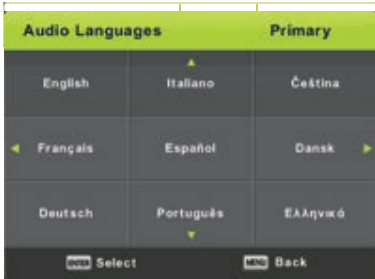 Audio Languages Primary
English Italiano Čeština
Français Español Dansk
Deutsch Português Ελληνικά
ENTER Select MENU Back